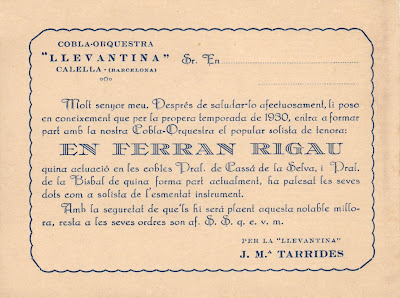 COBLA-ORQUESTRA
"LLEVANTINA"
CALELLA - (BARCELONA)
Sr. En
Molt senyor meu. Després de saludar-lo afectuosament, li poso
en coneixement que per la propera temporada de 1930, entra a formar
part amb la nostra Cobla-Orquestra el popular solista de tenora:
EN FERRAN RIGAU
quina actuació en les cobles Pral. de Cassá de la Selva, i Pral.
de la Bisbal de quina forma part actualment, ha palesat les seves
dots com a solista de l'esmentat instrument.
Amb la seguretat de que'ls hi será plaent aquesta notable millo-
ra, resta a les seves ordres son af. S. S. q. e. v. m.
PER LA "LLEVANTINA"
J. M.ª TARRIDES